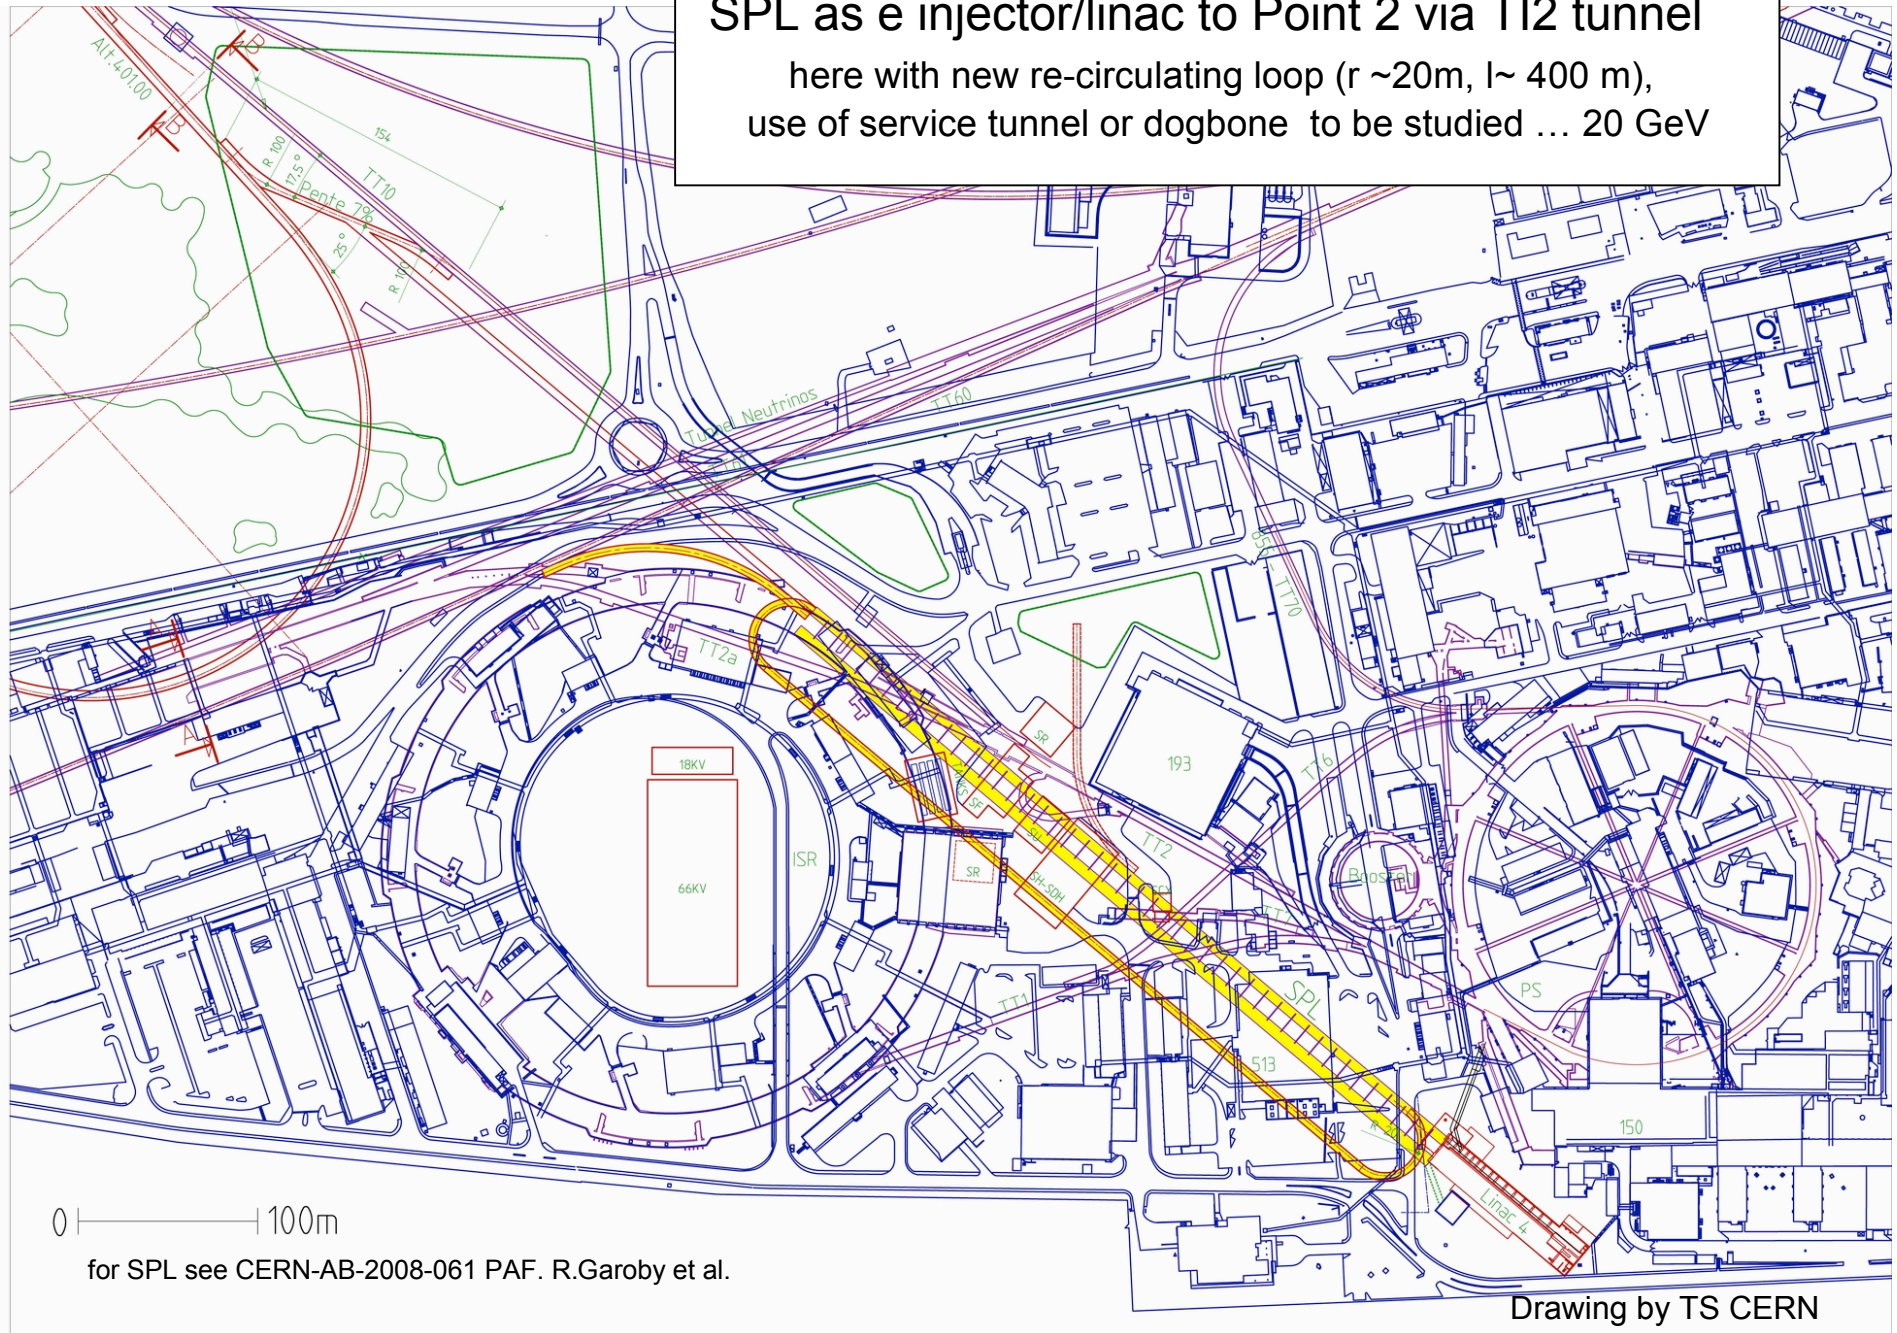 SPL as e injector/linac to Point 2 via TI2 tunnel
here with new re-circulating loop (r ~20m, l~ 400 m),
use of service tunnel or dogbone to be studied … 20 GeV
Alt.401.00
B
B
154
R 100
17.5°
TT10
Pente 7%
25°
R 100
Tunnel Neutrinos
TT60
TT70
A
A
TT2a
18KV
66KV
ISR
SR
193
TT6
SR
SH-SDH
TT2
Booster
TT1
SPL
PS
513
150
Linac 4
0 100m
for SPL see CERN-AB-2008-061 PAF. R.Garoby et al.
Drawing by TS CERN